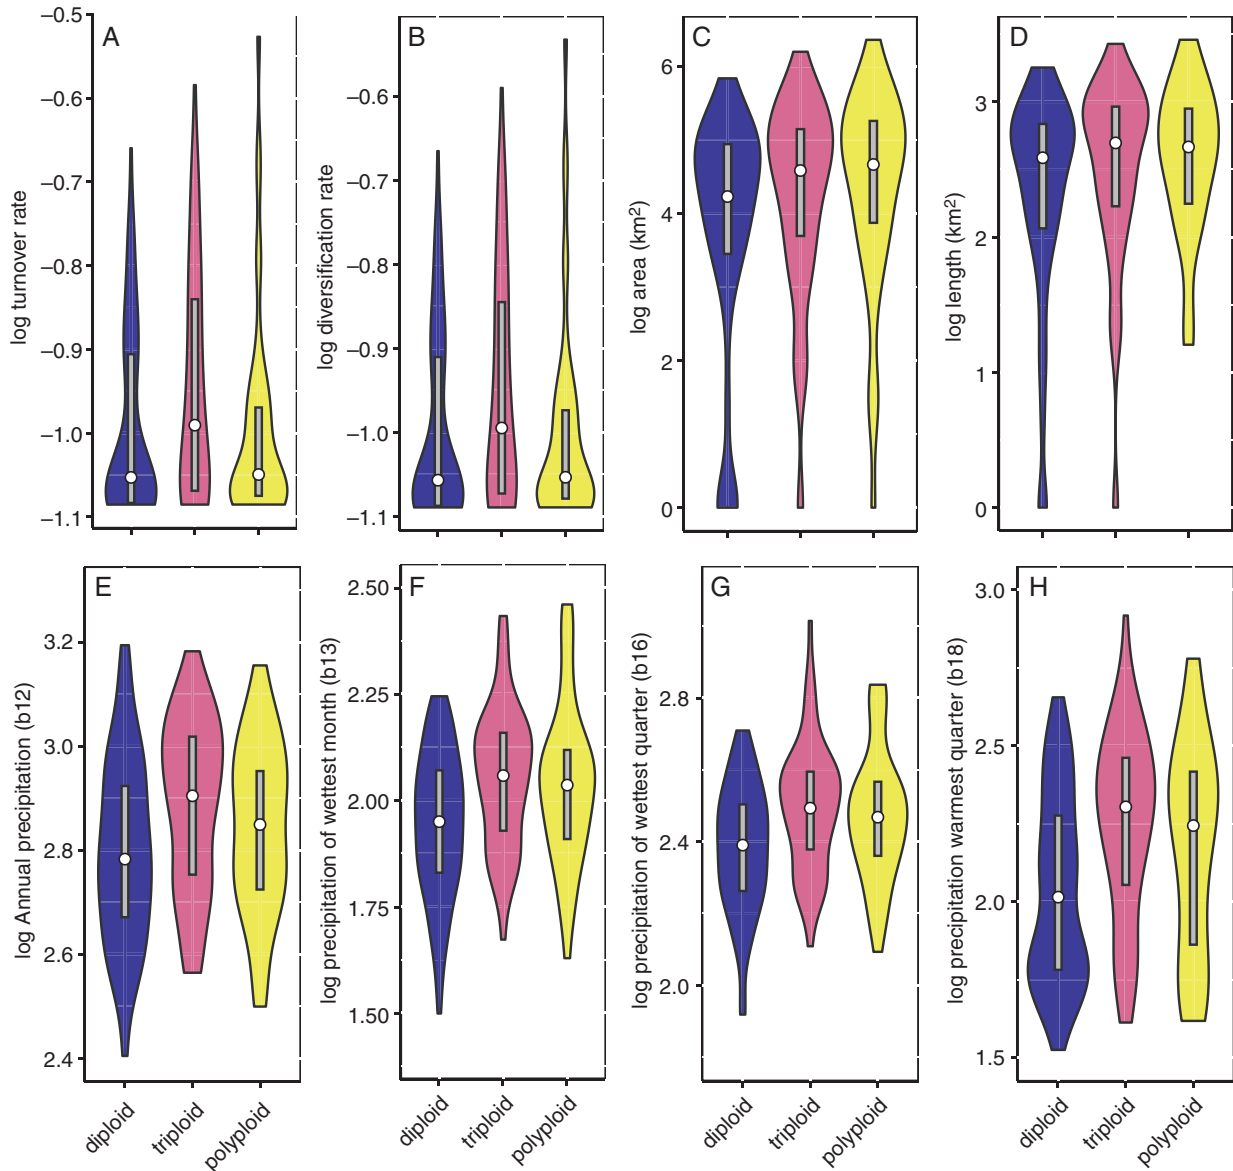 A
log turnover rate
−0.5
−0.6
−0.7
−0.8
−0.9
−1.0
−1.1
B
log diversification rate
−0.6
−0.7
−0.8
−0.9
−1.0
−1.1
C
log area (km²)
6
4
2
0
D
log length (km²)
3
2
1
0
E
log Annual precipitation (b12)
3.2
3.0
2.8
2.6
2.4
diploid
triploid
polyploid
F
log precipitation of wettest month (b13)
2.50
2.25
2.00
1.75
1.50
diploid
triploid
polyploid
G
log precipitation of wettest quarter (b16)
2.8
2.4
2.0
diploid
triploid
polyploid
H
log precipitation warmest quarter (b18)
3.0
2.5
2.0
1.5
diploid
triploid
polyploid